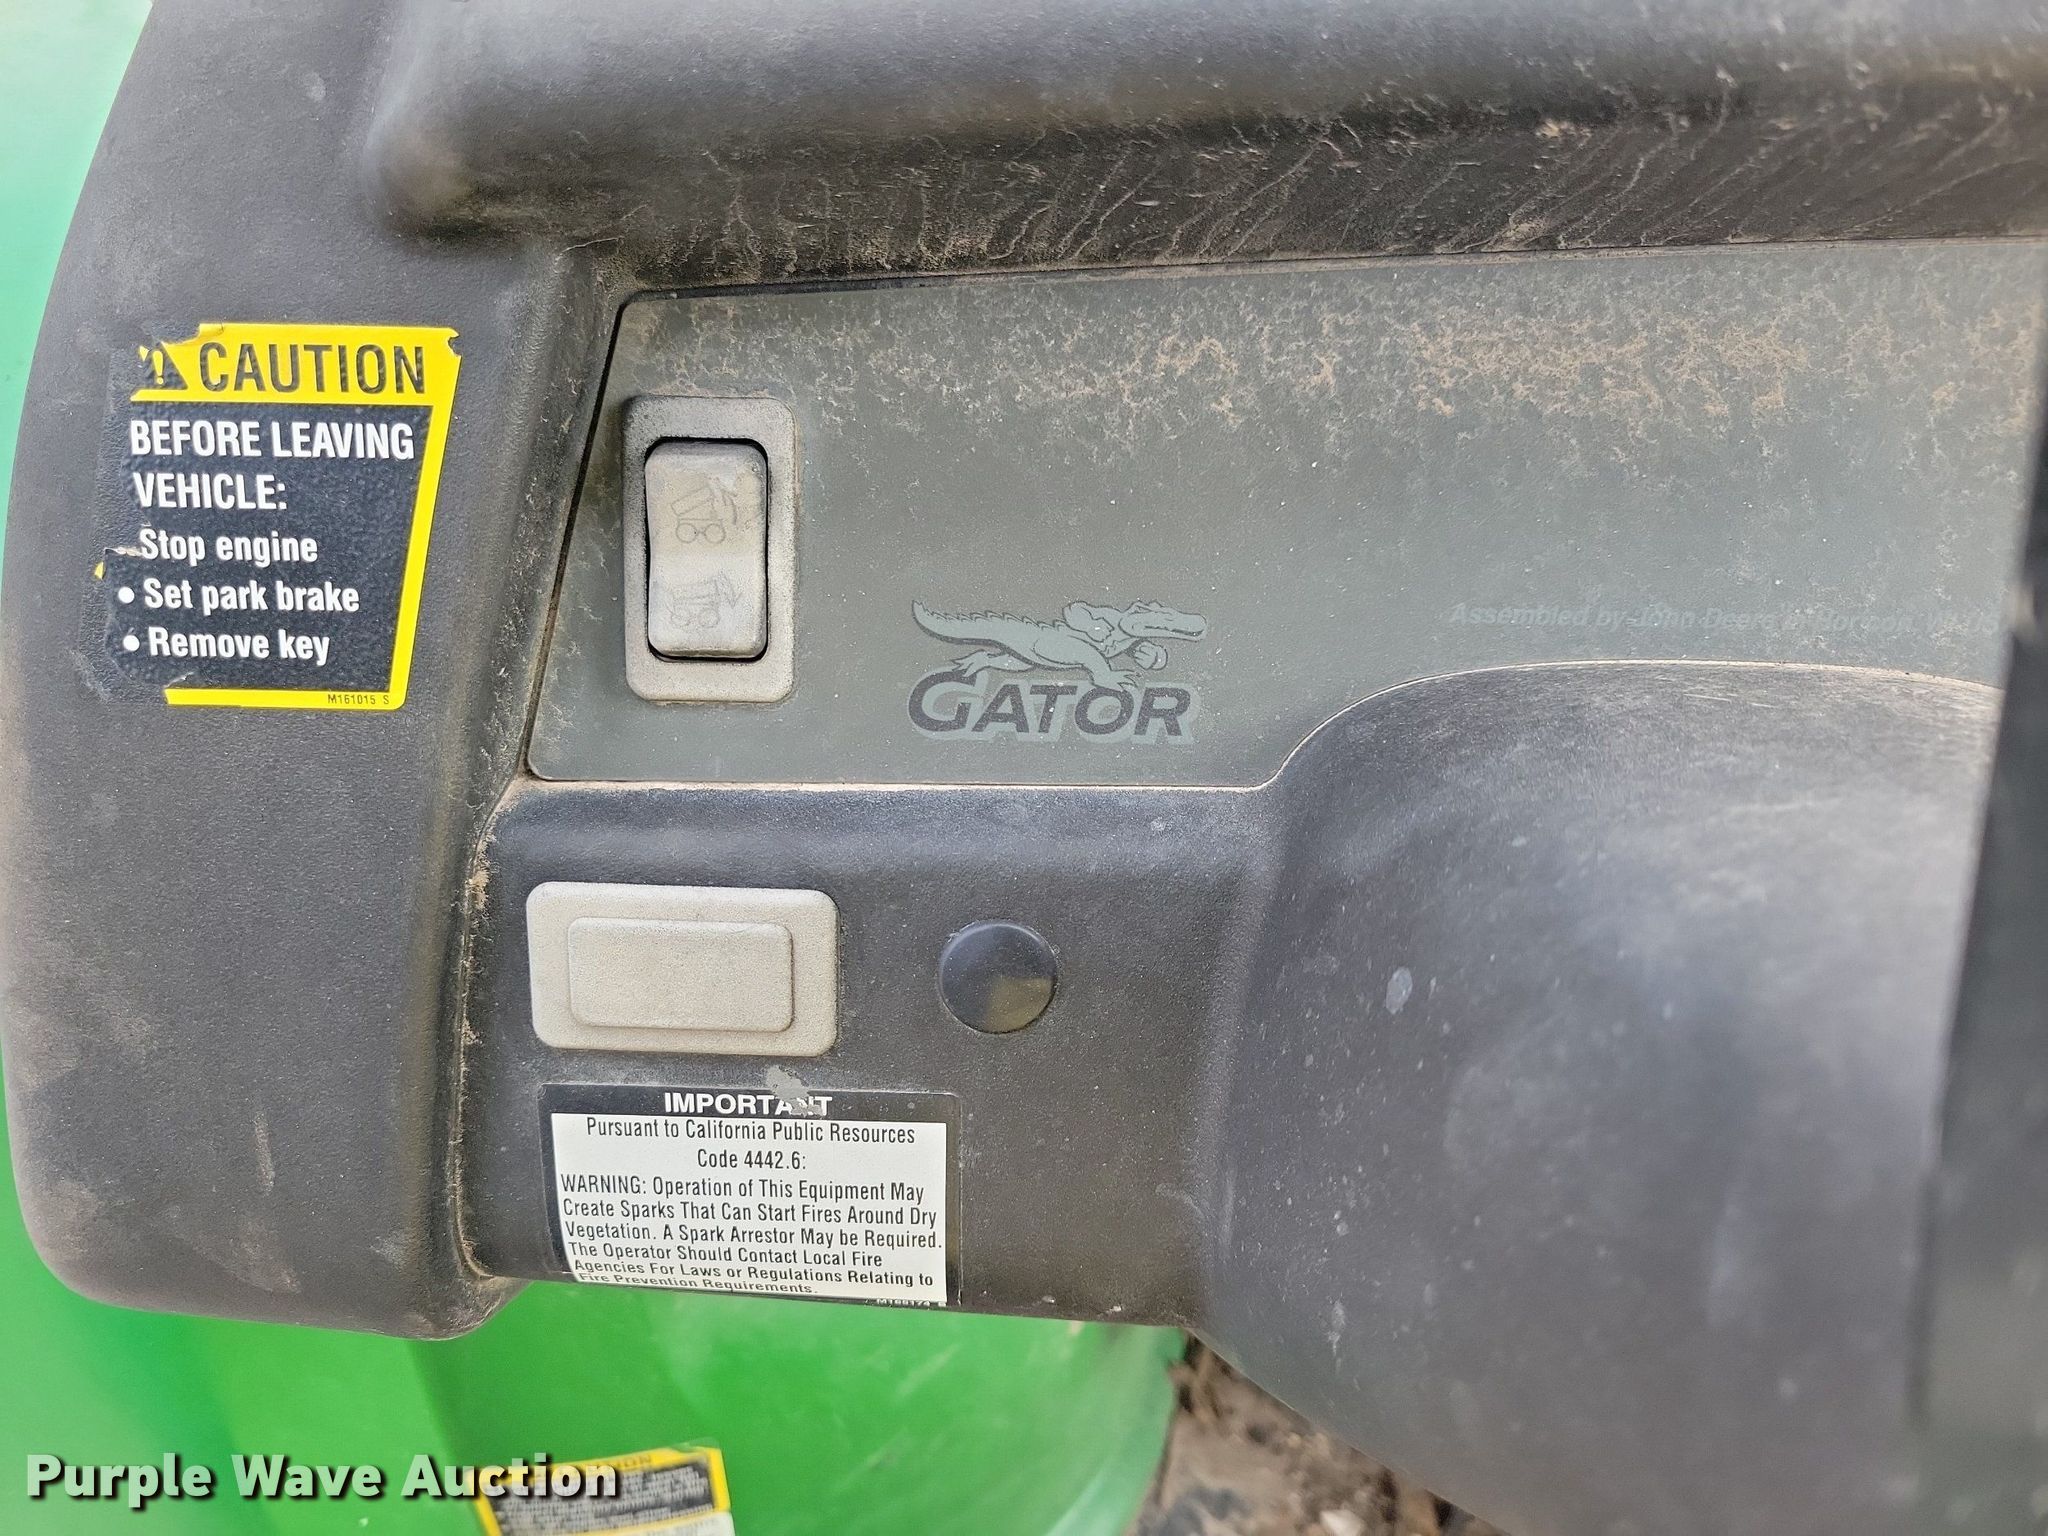 CAUTION
BEFORE LEAVING
VEHICLE:
Stop engine
• Set park brake
• Remove key
M161015 S
GATOR
Assembled by John Deere
IMPORTANT
Pursuant to California Public Resources
Code 4442.6:
WARNING: Operation of This Equipment May
Create Sparks That Can Start Fires Around Dry
Vegetation. A Spark Arrestor May be Required.
The Operator Should Contact Local Fire
Agencies For Laws or Regulations Relating to
Fire Prevention Requirements.
Purple Wave Auction